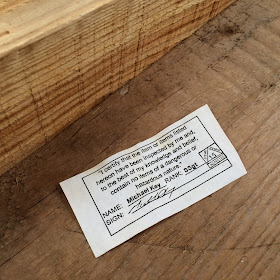 "I certify that the item or items listed
hereon have been inspected by me and,
to the best of my knowledge and belief,
contain no items of a dangerous or
hazardous nature."
NAME: Michael Kay RANK: SSgt
SIGN: